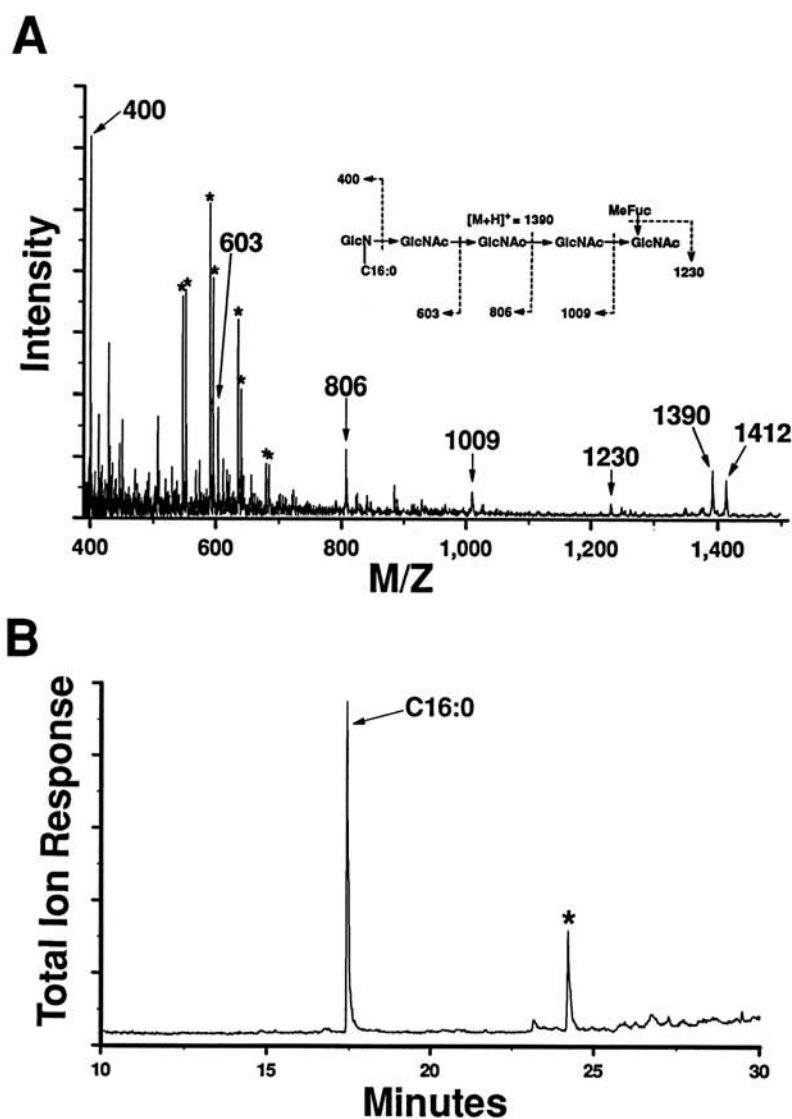 A
400
*
603
*
* *
*
*
**
806
1009
1230
1390
1412
400
[M+H]+ = 1390
MeFuc
GlcN
GlcNAc
GlcNAc
GlcNAc
GlcNAc
C16:0
1230
603
806
1009
Intensity
400
600
800
1,000
1,200
1,400
M/Z
B
C16:0
*
Total Ion Response
10
15
20
25
30
Minutes